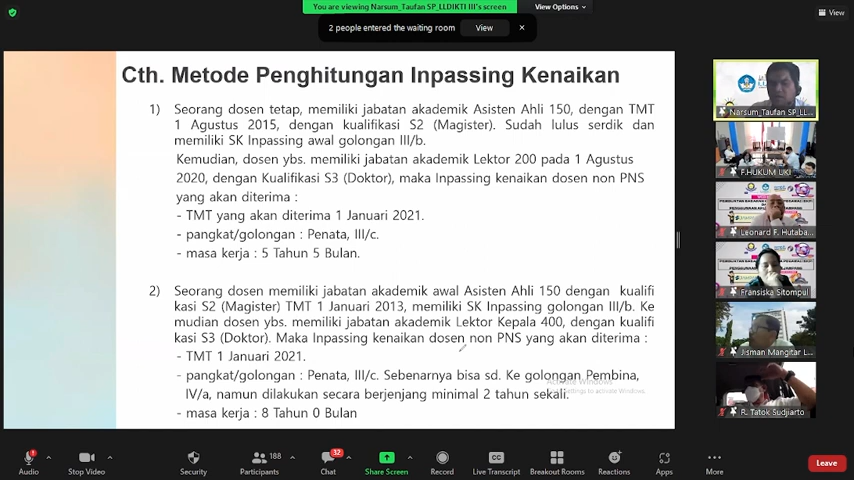 You are viewing Narsum_Taufan SP_LLDIKTI III's screen
View Options
View
2 people entered the waiting room
View
Cth. Metode Penghitungan Inpassing Kenaikan
1) Seorang dosen tetap, memiliki jabatan akademik Asisten Ahli 150, dengan TMT
1 Agustus 2015, dengan kualifikasi S2 (Magister). Sudah lulus serdik dan
memiliki SK Inpassing awal golongan III/b.
Kemudian, dosen ybs. memiliki jabatan akademik Lektor 200 pada 1 Agustus
2020, dengan Kualifikasi S3 (Doktor), maka Inpassing kenaikan dosen non PNS
yang akan diterima :
- TMT yang akan diterima 1 Januari 2021.
- pangkat/golongan : Penata, III/c.
- masa kerja : 5 Tahun 5 Bulan.
2) Seorang dosen memiliki jabatan akademik awal Asisten Ahli 150 dengan kualifi
kasi S2 (Magister) TMT 1 Januari 2013, memiliki SK Inpassing golongan III/b. Ke
mudian dosen ybs. memiliki jabatan akademik Lektor Kepala 400, dengan kualifi
kasi S3 (Doktor). Maka Inpassing kenaikan dosen non PNS yang akan diterima :
- TMT 1 Januari 2021.
- pangkat/golongan : Penata, III/c. Sebenarnya bisa sd. Ke golongan Pembina,
IV/a, namun dilakukan secara berjenjang minimal 2 tahun sekali.
- masa kerja : 8 Tahun 0 Bulan
Activate Windows
Settings to activate Windows.
Narsum_Taufan SP_LL...
F.HUKUM UKI
Leonard F. Hutaba...
Fransiska Sitompul
Jisman Mangitar L...
R. Tatok Sudjiarto
Audio
Stop Video
Security
188
Participants
32
Chat
Share Screen
Record
CC
Live Transcript
Breakout Rooms
Reactions
Apps
More
Leave